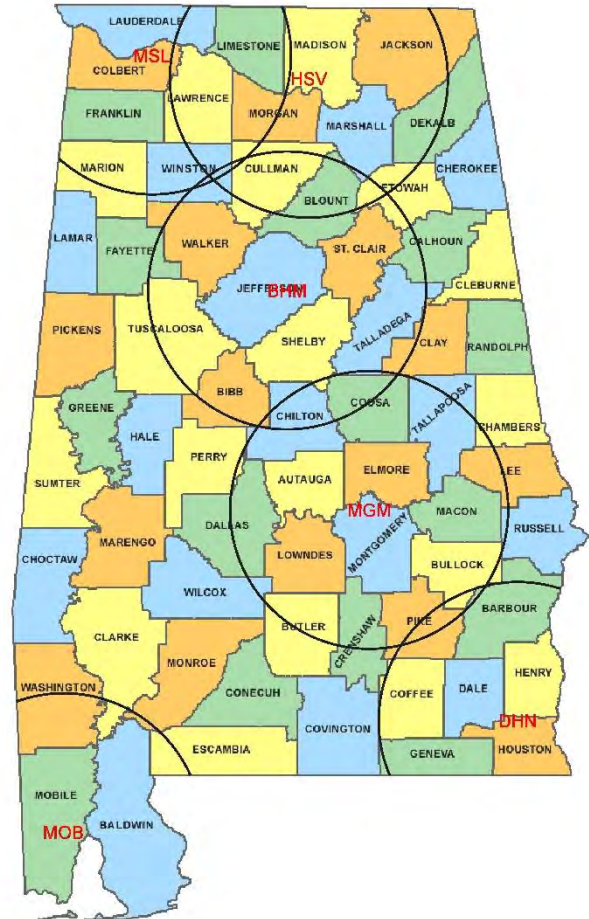 LAUDERDALE
LIMESTONE
MADISON
JACKSON
MSL
COLBERT
HSV
LAWRENCE
FRANKLIN
MORGAN
MARSHALL
DEKALB
MARION
WINSTON
CULLMAN
CHEROKEE
ETOWAH
BLOUNT
LAMAR
WALKER
FAYETTE
ST. CLAIR
CALHOUN
JEFFERSON
BHM
CLEBURNE
PICKENS
TUSCALOOSA
TALLADEGA
SHELBY
CLAY
RANDOLPH
BIBB
GREENE
CHILTON
COOSA
TALLAPOOSA
HALE
CHAMBERS
PERRY
ELMORE
LEE
SUMTER
AUTAUGA
MGM
MACON
DALLAS
RUSSELL
MONTGOMERY
CHOCTAW
MARENGO
LOWNDES
BULLOCK
WILCOX
BARBOUR
CLARKE
BUTLER
PIKE
CRENSHAW
MONROE
HENRY
WASHINGTON
CONECUH
COFFEE
DALE
COVINGTON
DHN
ESCAMBIA
GENEVA
HOUSTON
MOBILE
BALDWIN
MOB